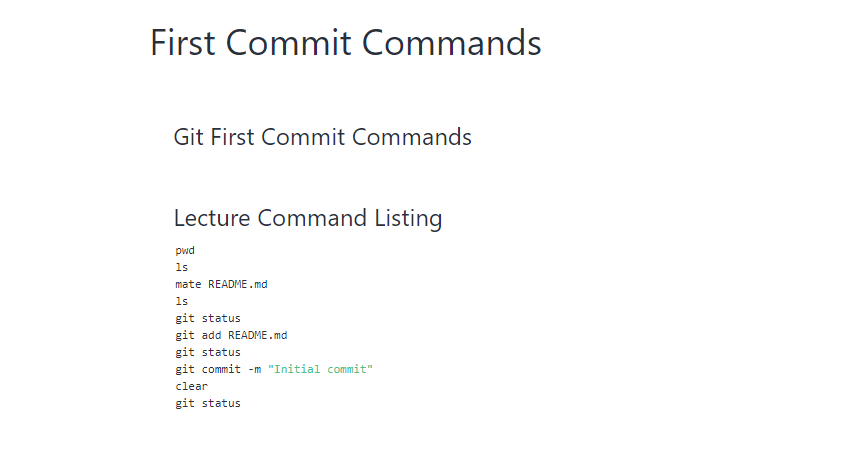 First Commit Commands
Git First Commit Commands
Lecture Command Listing
pwd
ls
mate README.md
ls
git status
git add README.md
git status
git commit -m "Initial commit"
clear
git status